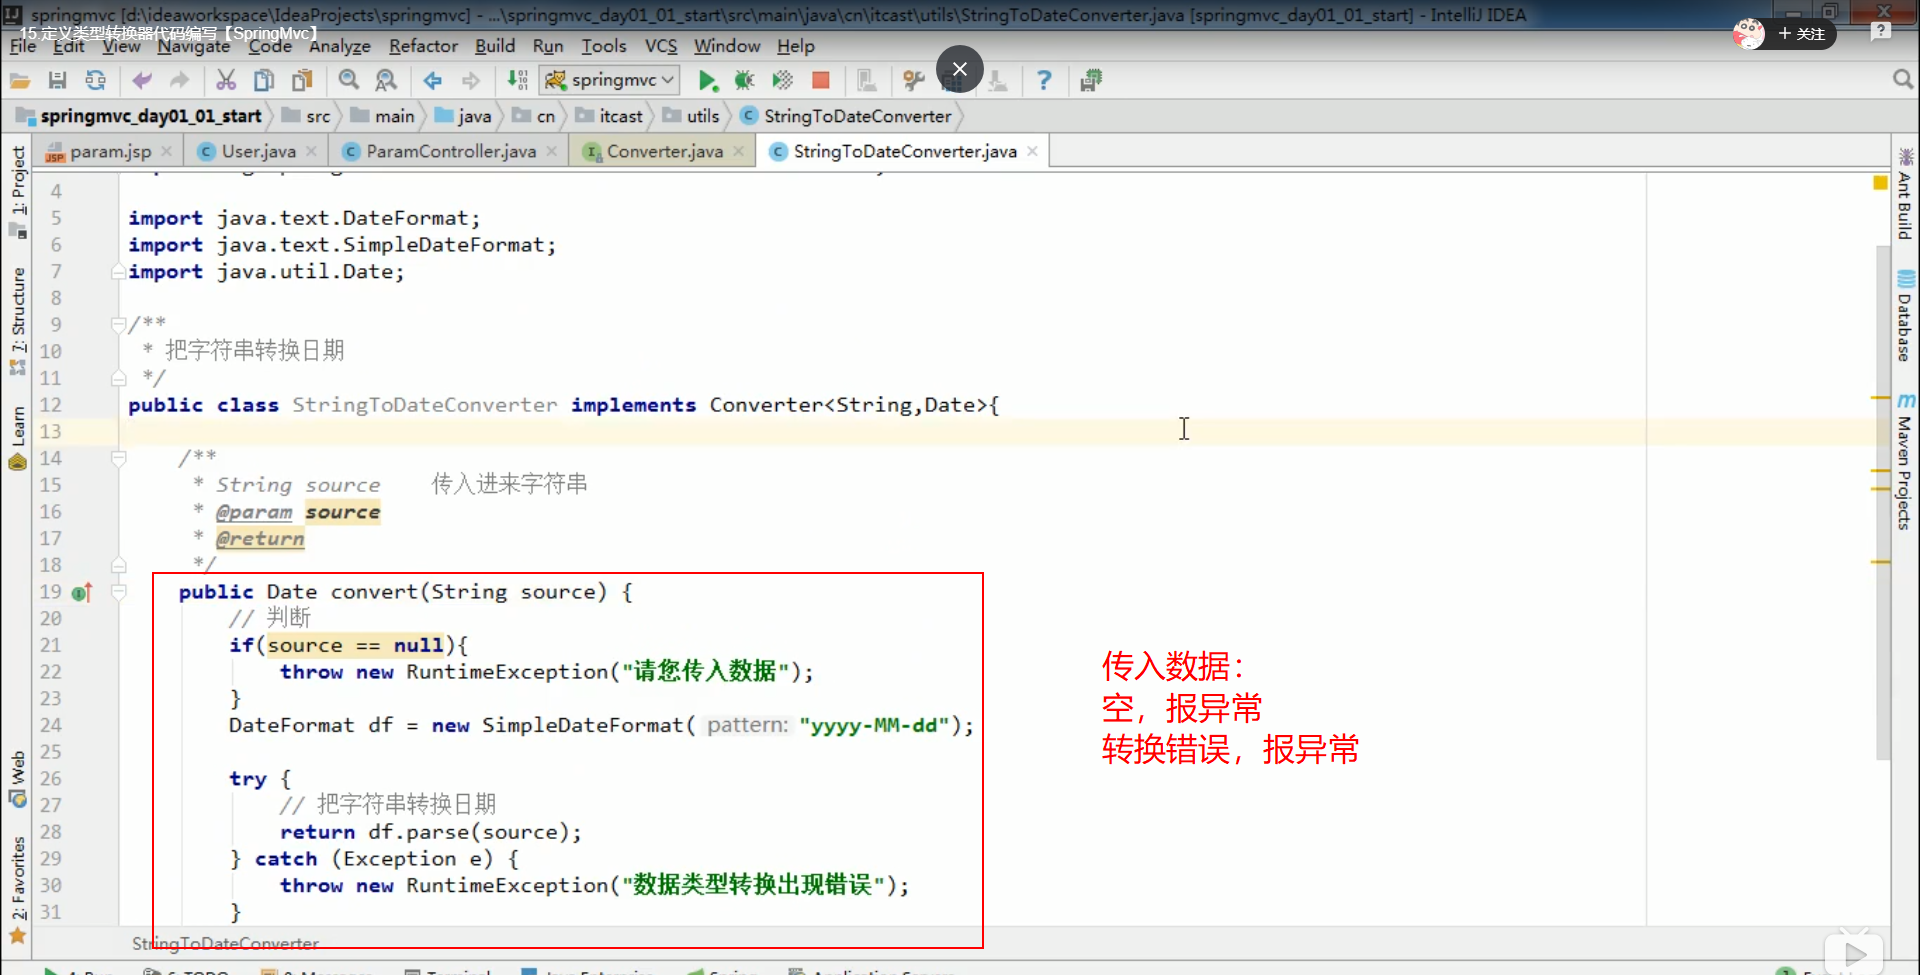 springmvc [d:\ideaworkspace\IdeaProjects\springmvc] - ...\springmvc_day01_01_start\src\main\java\cn\itcast\utils\StringToDateConverter.java [springmvc_day01_01_start] - IntelliJ IDEA
15.定义类型转换器代码编写【SpringMvc】
+ 关注
File Edit View Navigate Code Analyze Refactor Build Run Tools VCS Window Help
springmvc
springmvc_day01_01_start src main java cn itcast utils StringToDateConverter
param.jsp User.java ParamController.java Converter.java StringToDateConverter.java
1: Project
7: Structure
Learn
Web
2: Favorites
Ant Build
Database
Maven Projects
4
5 import java.text.DateFormat;
6 import java.text.SimpleDateFormat;
7 import java.util.Date;
8
9 /**
10 * 把字符串转换日期
11 */
12 public class StringToDateConverter implements Converter<String,Date>{
13
14 /**
15 * String source 传入进来字符串
16 * @param source
17 * @return
18 */
19 public Date convert(String source) {
20 // 判断
21 if(source == null){
22 throw new RuntimeException("请您传入数据");
23 }
24 DateFormat df = new SimpleDateFormat( pattern: "yyyy-MM-dd");
25
26 try {
27 // 把字符串转换日期
28 return df.parse(source);
29 } catch (Exception e) {
30 throw new RuntimeException("数据类型转换出现错误");
31 }
传入数据：
空，报异常
转换错误，报异常
StringToDateConverter